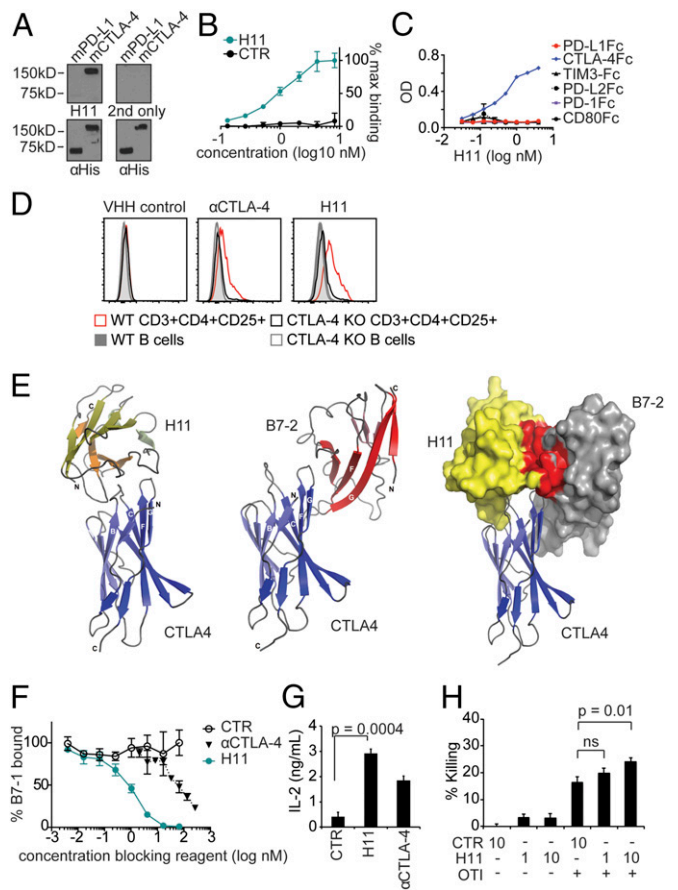 A
mPD-L1
mCTLA-4
mPD-L1
mCTLA-4
150kD
75kD
H11
2nd only
150kD
75kD
αHis
αHis
B
H11
CTR
100
50
0
% max binding
-1 0 1
concentration (log10 nM)
C
OD
0.8
0.4
0
-2 -1 0 1
H11 (log nM)
PD-L1Fc
CTLA-4Fc
TIM3-Fc
PD-L2Fc
PD-1Fc
CD80Fc
D
VHH control
αCTLA-4
H11
WT CD3+CD4+CD25+
CTLA-4 KO CD3+CD4+CD25+
WT B cells
CTLA-4 KO B cells
E
H11
CTLA4
B7-2
CTLA4
H11
B7-2
CTLA4
F
% B7-1 bound
100
50
0
-3 -2 -1 0 1 2 3
concentration blocking reagent (log nM)
CTR
αCTLA-4
H11
G
IL-2 (ng/mL)
4
3
2
1
0
p = 0.0004
CTR
H11
αCTLA-4
H
% Killing
30
20
10
0
p = 0.01
ns
CTR 10 - - 10 - -
H11 - 1 10 - 1 10
OTI - - - + + +